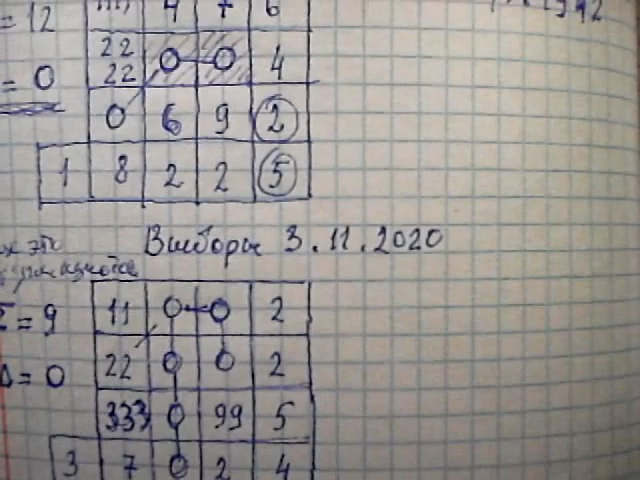 = 12 111 4 7 6
22 22 0 0 4
= 0
0 6 9 2
1 8 2 2 5
Выборы 3.11.2020
11 0 0 2
Σ = 9
22 0 0 2
Δ = 0
333 0 99 5
3 7 0 2 4